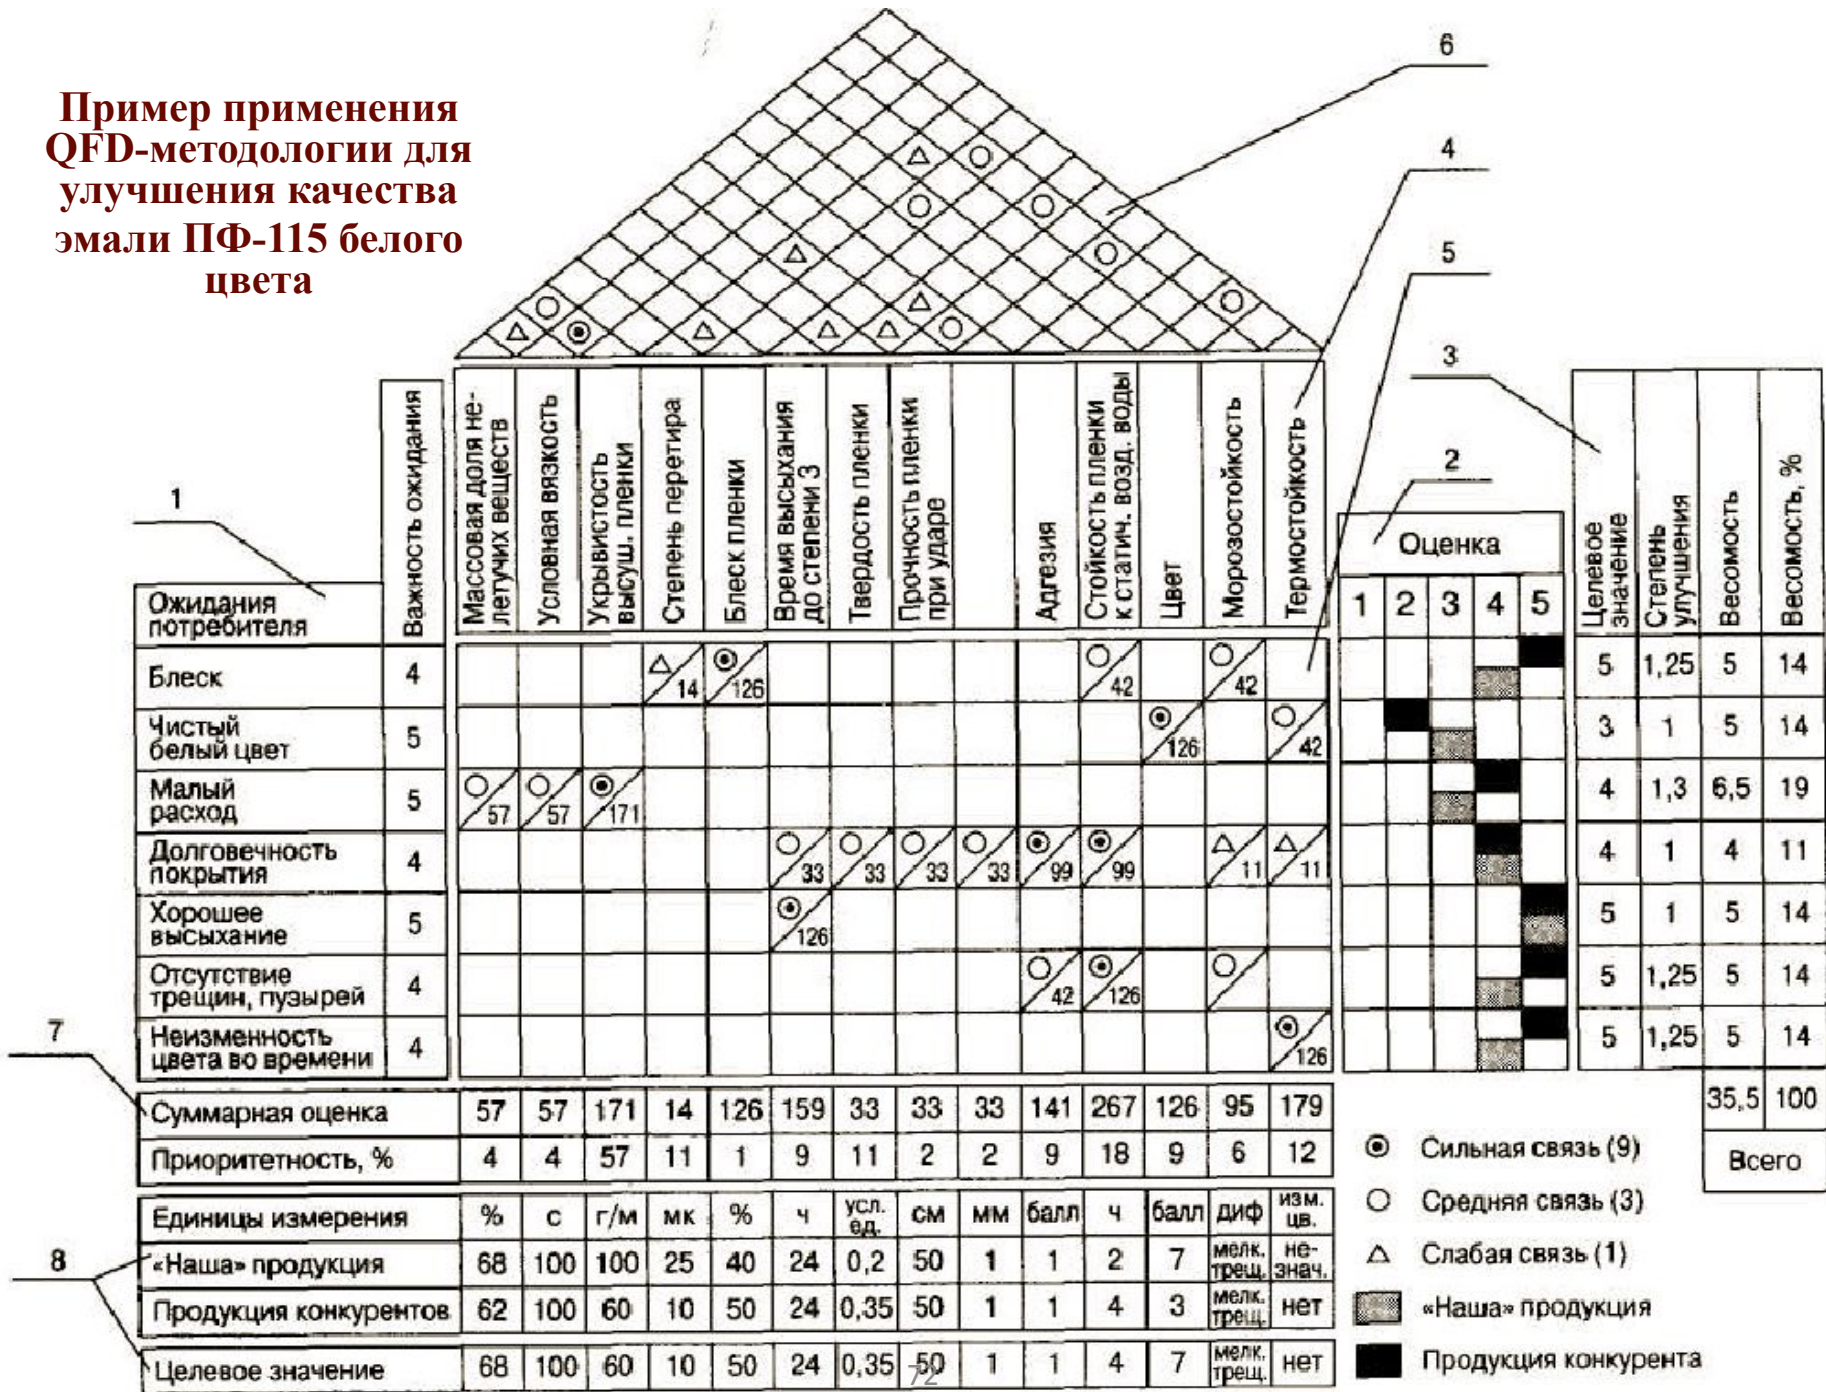 Пример применения
QFD-методологии для
улучшения качества
эмали ПФ-115 белого
цвета
6
4
5
3
2
1
7
8
Ожидания
потребителя
Важность ожидания
Массовая доля не-
летучих веществ
Условная вязкость
Укрывистость
высуш. пленки
Степень перетира
Блеск пленки
Время высыхания
до степени 3
Твердость пленки
Прочность пленки
при ударе
Адгезия
Стойкость пленки
к статич. возд. воды
Цвет
Морозостойкость
Термостойкость
Оценка
1 2 3 4 5
Целевое
значение
Степень
улучшения
Весомость
Весомость, %
Блеск 4 14 126 42 42 5 1,25 5 14
Чистый
белый цвет 5 126 42 3 1 5 14
Малый
расход 5 57 57 171 4 1,3 6,5 19
Долговечность
покрытия 4 33 33 33 33 99 99 11 11 4 1 4 11
Хорошее
высыхание 5 126 5 1 5 14
Отсутствие
трещин, пузырей 4 42 126 5 1,25 5 14
Неизменность
цвета во времени 4 126 5 1,25 5 14
Суммарная оценка 57 57 171 14 126 159 33 33 33 141 267 126 95 179 35,5 100
Приоритетность, % 4 4 57 11 1 9 11 2 2 9 18 9 6 12 Всего
Единицы измерения % с г/м мк % ч усл. ед. см мм балл ч балл диф изм. цв.
«Наша» продукция 68 100 100 25 40 24 0,2 50 1 1 2 7 мелк. трещ. не- знач.
Продукция конкурентов 62 100 60 10 50 24 0,35 50 1 1 4 3 мелк. трещ. нет
Целевое значение 68 100 60 10 50 24 0,35 50 1 1 4 7 мелк. трещ. нет
72
Сильная связь (9)
Средняя связь (3)
Слабая связь (1)
«Наша» продукция
Продукция конкурента